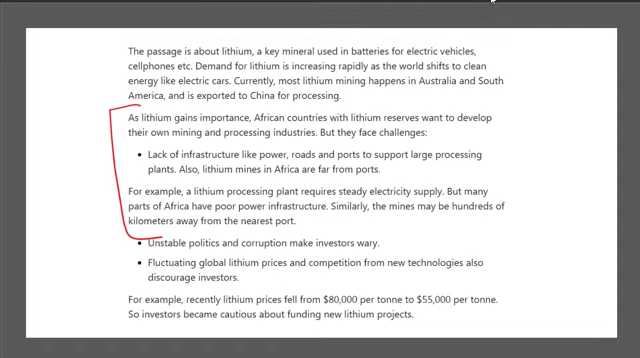 The passage is about lithium, a key mineral used in batteries for electric vehicles,
cellphones etc. Demand for lithium is increasing rapidly as the world shifts to clean
energy like electric cars. Currently, most lithium mining happens in Australia and South
America, and is exported to China for processing.
As lithium gains importance, African countries with lithium reserves want to develop
their own mining and processing industries. But they face challenges:
• Lack of infrastructure like power, roads and ports to support large processing
plants. Also, lithium mines in Africa are far from ports.
For example, a lithium processing plant requires steady electricity supply. But many
parts of Africa have poor power infrastructure. Similarly, the mines may be hundreds of
kilometers away from the nearest port.
• Unstable politics and corruption make investors wary.
• Fluctuating global lithium prices and competition from new technologies also
discourage investors.
For example, recently lithium prices fell from $80,000 per tonne to $55,000 per tonne.
So investors became cautious about funding new lithium projects.